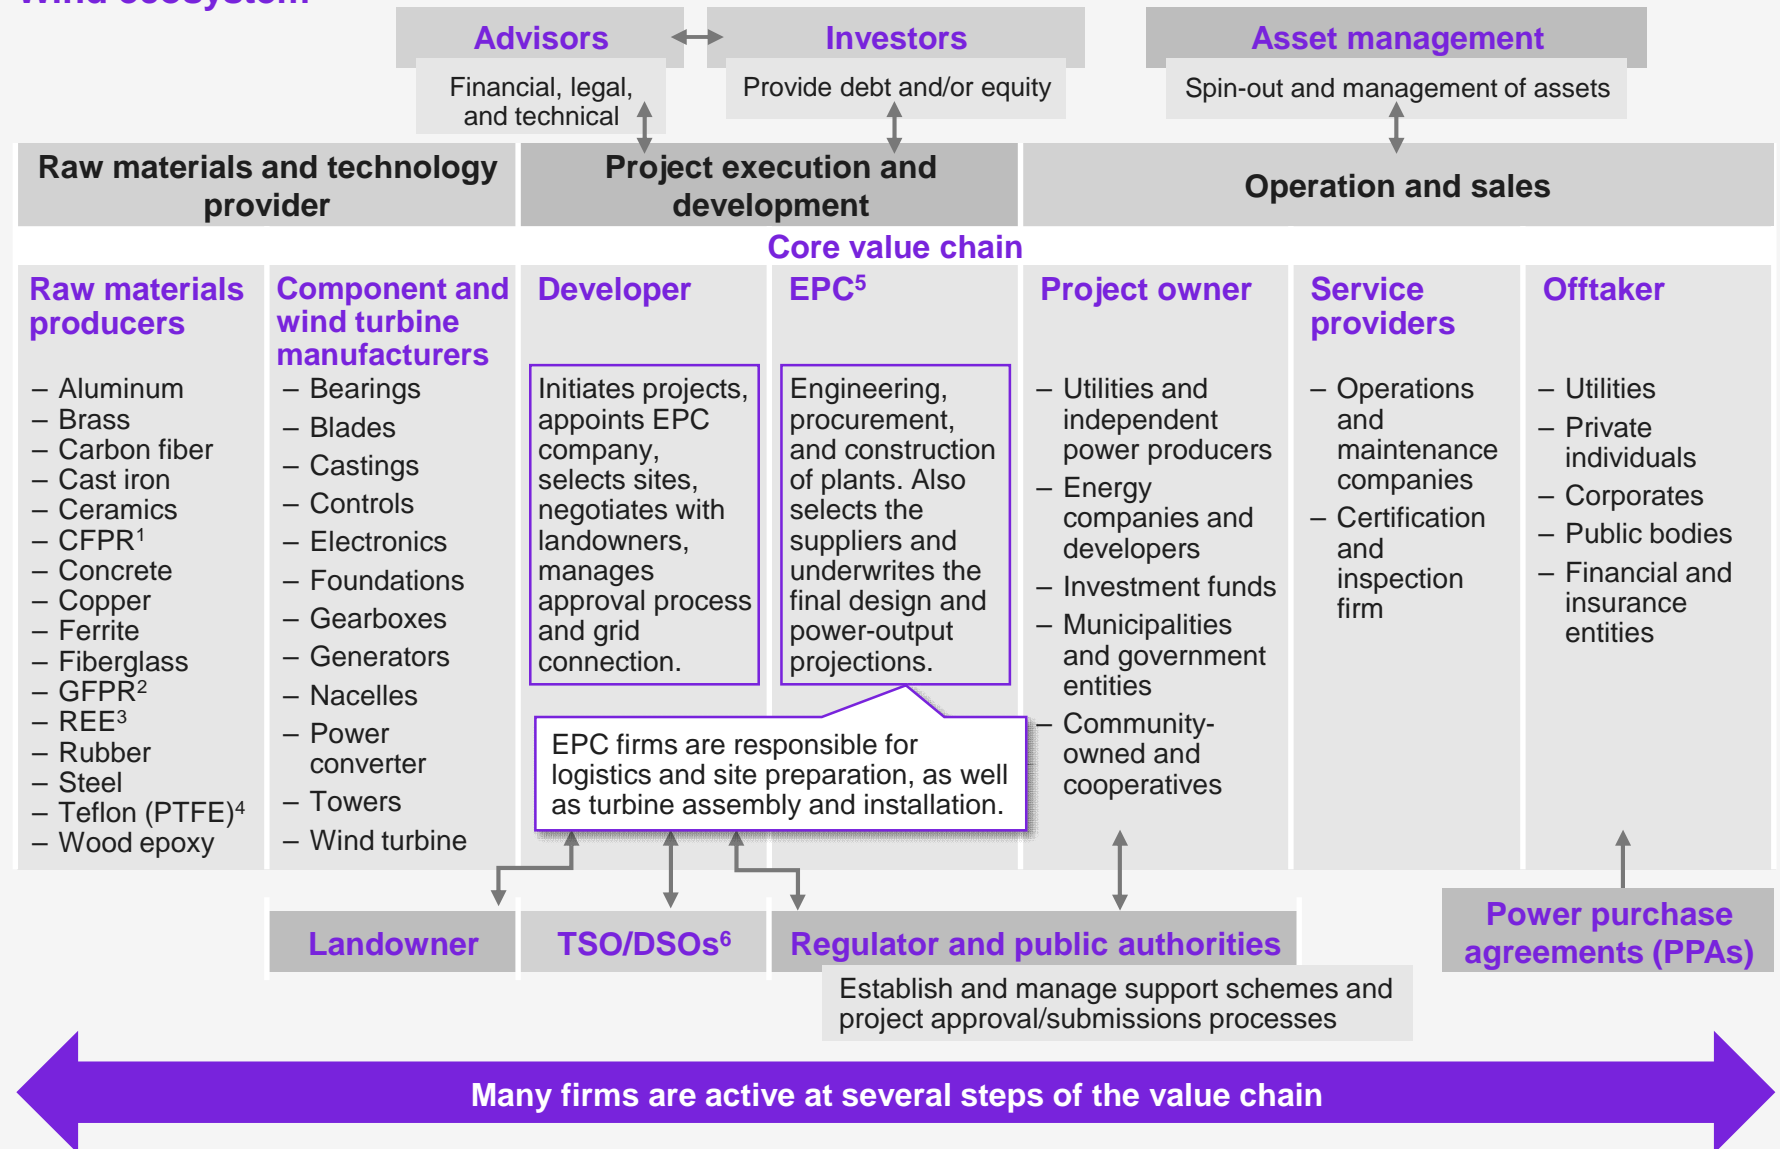 Wind ecosystem
Advisors
Investors
Asset management
Financial, legal,
and technical
Provide debt and/or equity
Spin-out and management of assets
Raw materials and technology
provider
Project execution and
development
Operation and sales
Core value chain
Raw materials
producers
– Aluminum
– Brass
– Carbon fiber
– Cast iron
– Ceramics
– CFPR¹
– Concrete
– Copper
– Ferrite
– Fiberglass
– GFPR²
– REE³
– Rubber
– Steel
– Teflon (PTFE)⁴
– Wood epoxy
Component and
wind turbine
manufacturers
– Bearings
– Blades
– Castings
– Controls
– Electronics
– Foundations
– Gearboxes
– Generators
– Nacelles
– Power
converter
– Towers
– Wind turbine
Developer
Initiates projects,
appoints EPC
company,
selects sites,
negotiates with
landowners,
manages
approval process
and grid
connection.
EPC⁵
Engineering,
procurement,
and construction
of plants. Also
selects the
suppliers and
underwrites the
final design and
power-output
projections.
EPC firms are responsible for
logistics and site preparation, as well
as turbine assembly and installation.
Project owner
– Utilities and
independent
power producers
– Energy
companies and
developers
– Investment funds
– Municipalities
and government
entities
– Community-
owned and
cooperatives
Service
providers
– Operations
and
maintenance
companies
– Certification
and
inspection
firm
Offtaker
– Utilities
– Private
individuals
– Corporates
– Public bodies
– Financial and
insurance
entities
Landowner
TSO/DSOs⁶
Regulator and public authorities
Establish and manage support schemes and
project approval/submissions processes
Power purchase
agreements (PPAs)
Many firms are active at several steps of the value chain